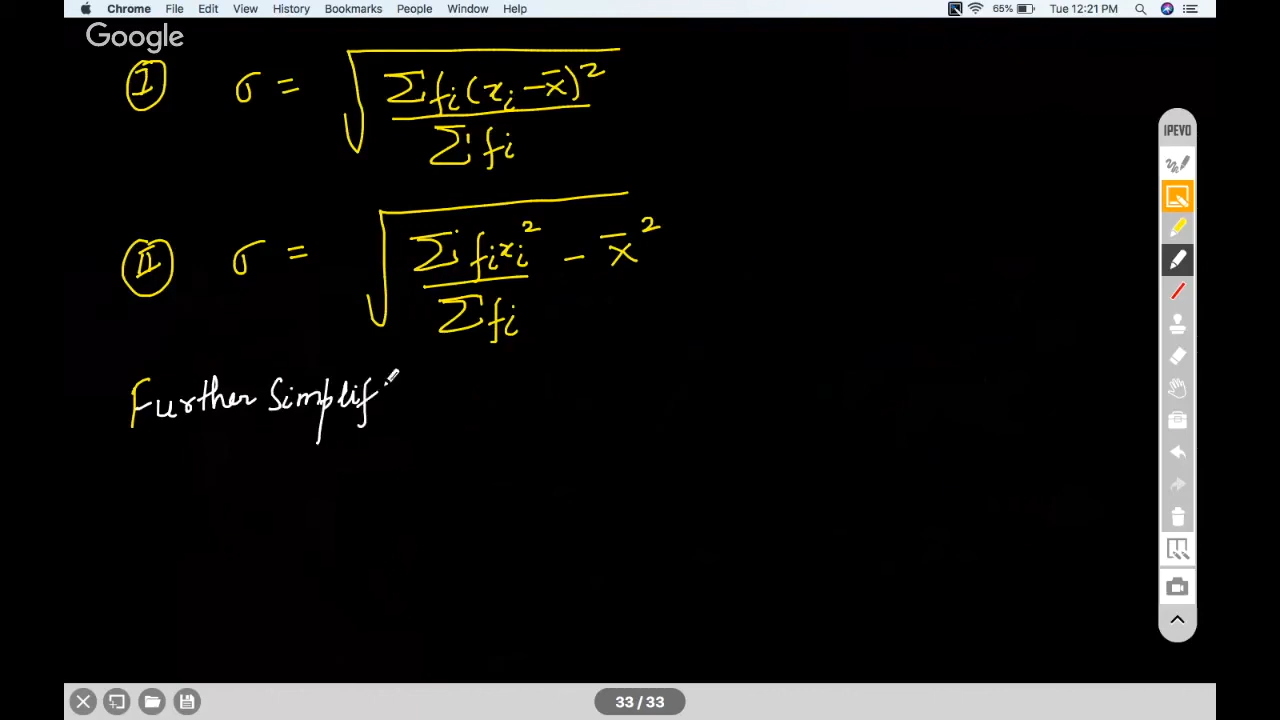 Chrome File Edit View History Bookmarks People Window Help 65% Tue 12:21 PM
Google
I σ = √(Σfi(xi – x̄)² / Σfi)
IPEVO
II σ = √(Σfixi² / Σfi – x̄²)
Further Simplif
33 / 33